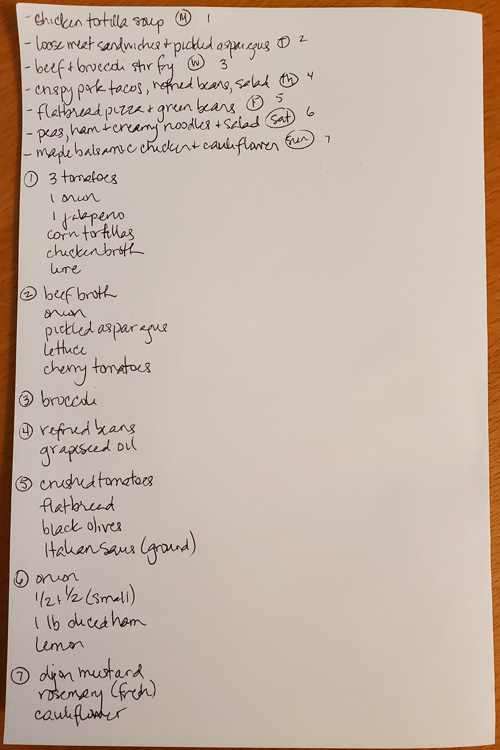 - chicken tortilla soup (M) 1
- loose meat sandwiches + pickled asparagus (T) 2
- beef + broccoli stir fry (W) 3
- crispy pork tacos, refried beans, salad (Th) 4
- flatbread pizza + green beans (F) 5
- peas, ham + creamy noodles + salad (Sat) 6
- maple balsamic chicken + cauliflower (Sun) 7
(1) 3 tomatoes
1 onion
1 jalapeno
corn tortillas
chicken broth
lime
(2) beef broth
onion
pickled asparagus
lettuce
cherry tomatoes
(3) broccoli
(4) refried beans
grapeseed oil
(5) crushed tomatoes
flatbread
black olives
Italian saus (ground)
(6) onion
1/2 + 1/2 (small)
1 lb diced ham
lemon
(7) dijon mustard
rosemary (fresh)
cauliflower